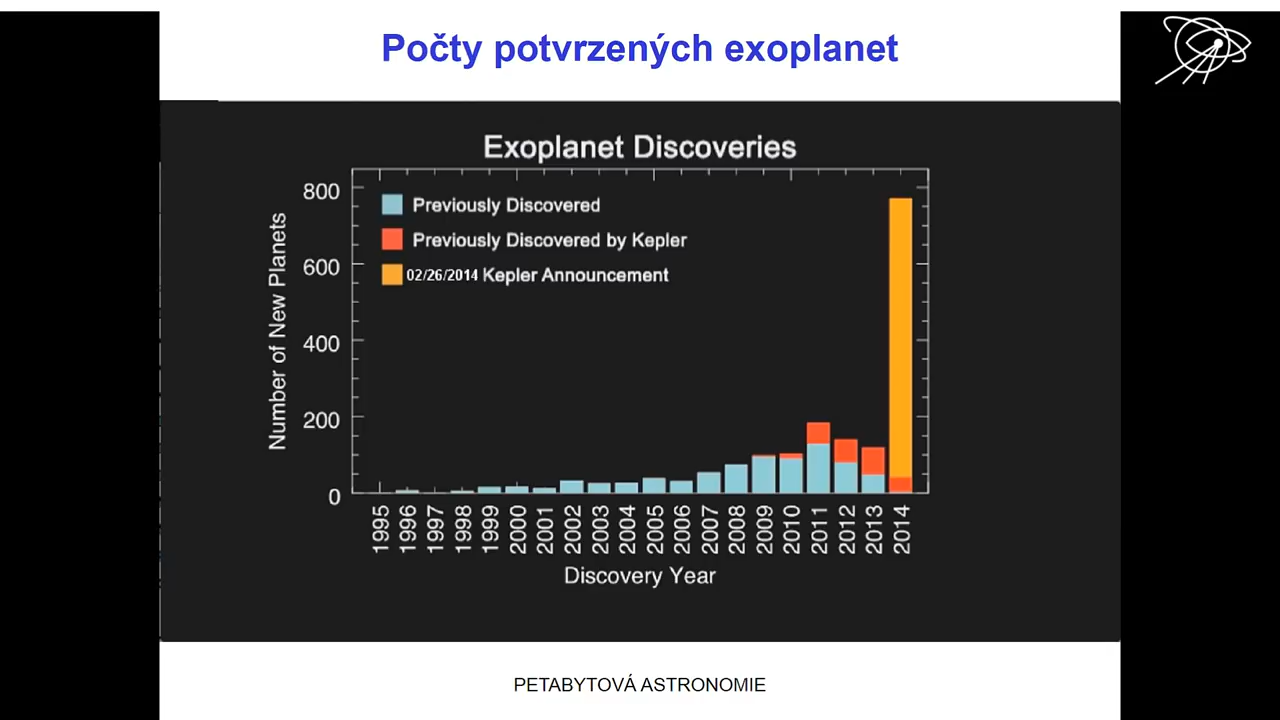 Počty potvrzených exoplanet
Exoplanet Discoveries
Previously Discovered
Previously Discovered by Kepler
02/26/2014 Kepler Announcement
Number of New Planets
800
600
400
200
0
1995 1996 1997 1998 1999 2000 2001 2002 2003 2004 2005 2006 2007 2008 2009 2010 2011 2012 2013 2014
Discovery Year
PETABYTOVÁ ASTRONOMIE